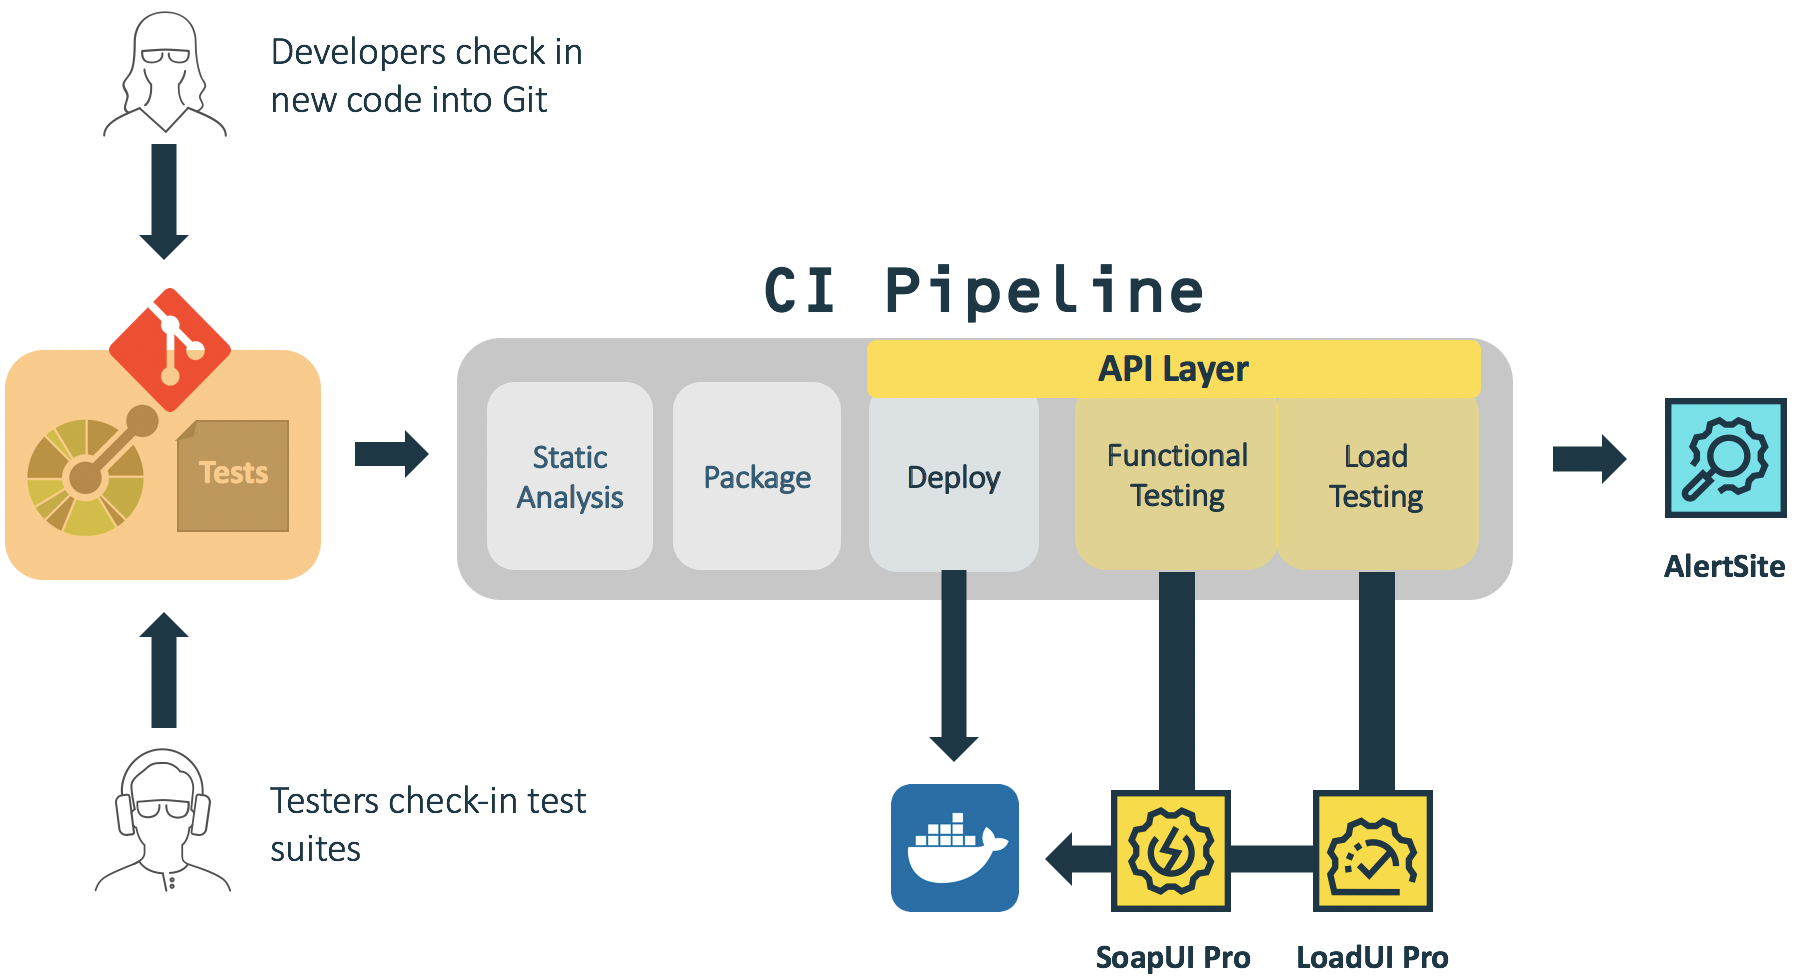 Developers check in
new code into Git
CI Pipeline
API Layer
Tests
Static
Analysis
Package
Deploy
Functional
Testing
Load
Testing
AlertSite
Testers check-in test
suites
SoapUI Pro
LoadUI Pro